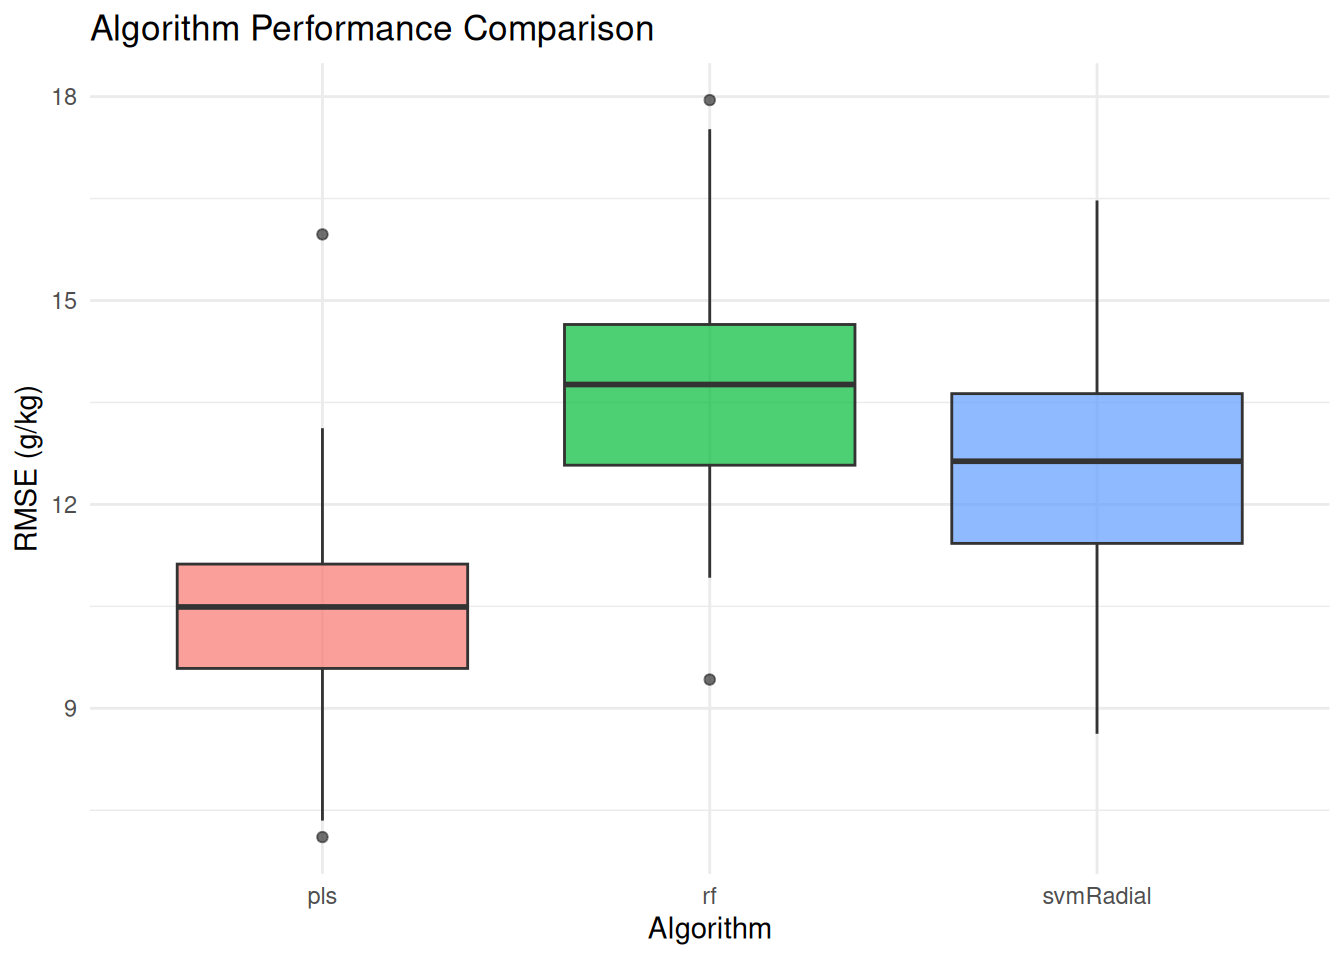 Algorithm Performance Comparison
18
15
12
9
RMSE (g/kg)
pls
rf
svmRadial
Algorithm